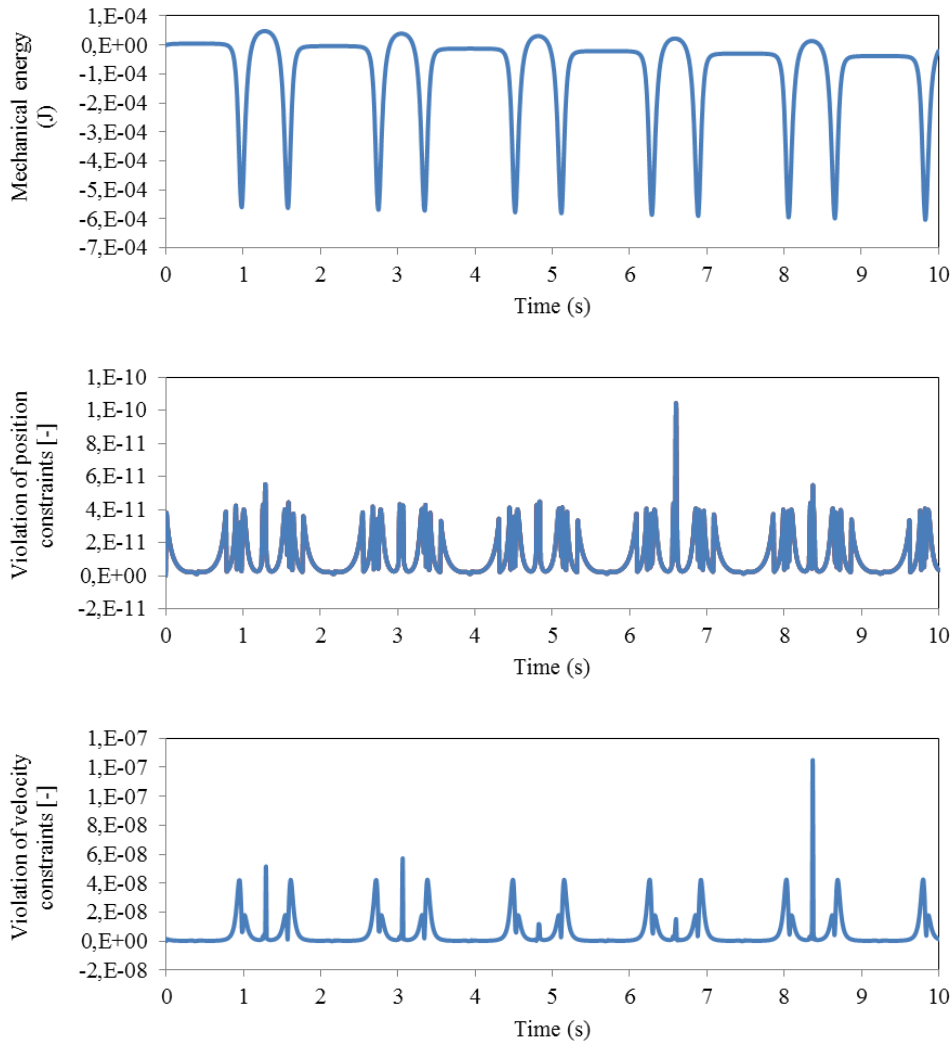 Mechanical energy
(J)
1,E-04
0,E+00
-1,E-04
-2,E-04
-3,E-04
-4,E-04
-5,E-04
-6,E-04
-7,E-04
0 1 2 3 4 5 6 7 8 9 10
Time (s)
Violation of position
constraints [-]
1,E-10
1,E-10
8,E-11
6,E-11
4,E-11
2,E-11
0,E+00
-2,E-11
0 1 2 3 4 5 6 7 8 9 10
Time (s)
Violation of velocity
constraints [-]
1,E-07
1,E-07
1,E-07
8,E-08
6,E-08
4,E-08
2,E-08
0,E+00
-2,E-08
0 1 2 3 4 5 6 7 8 9 10
Time (s)